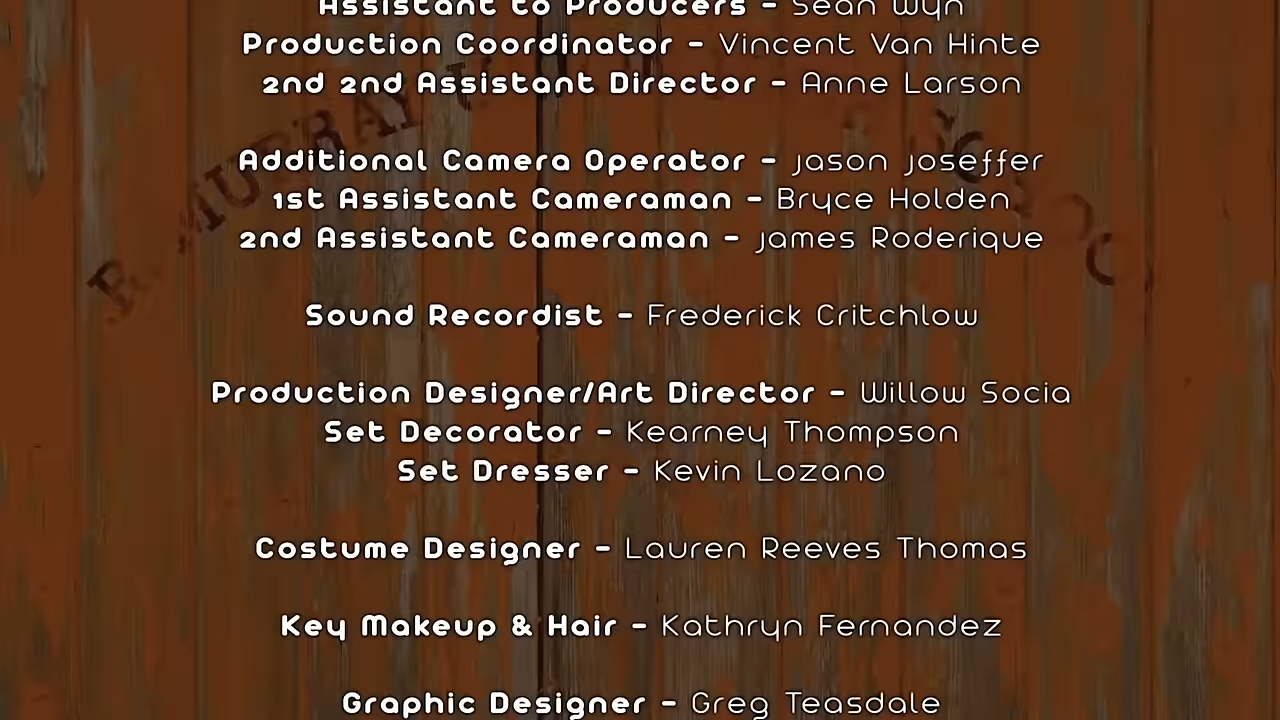 Assistant to Producers - Sean Wyn
Production Coordinator - Vincent Van Hinte
2nd 2nd Assistant Director - Anne Larson
Additional Camera Operator - Jason Joseffer
1st Assistant Cameraman - Bryce Holden
2nd Assistant Cameraman - James Roderique
Sound Recordist - Frederick Critchlow
Production Designer/Art Director - Willow Socia
Set Decorator - Kearney Thompson
Set Dresser - Kevin Lozano
Costume Designer - Lauren Reeves Thomas
Key Makeup & Hair - Kathryn Fernandez
Graphic Designer - Greg Teasdale